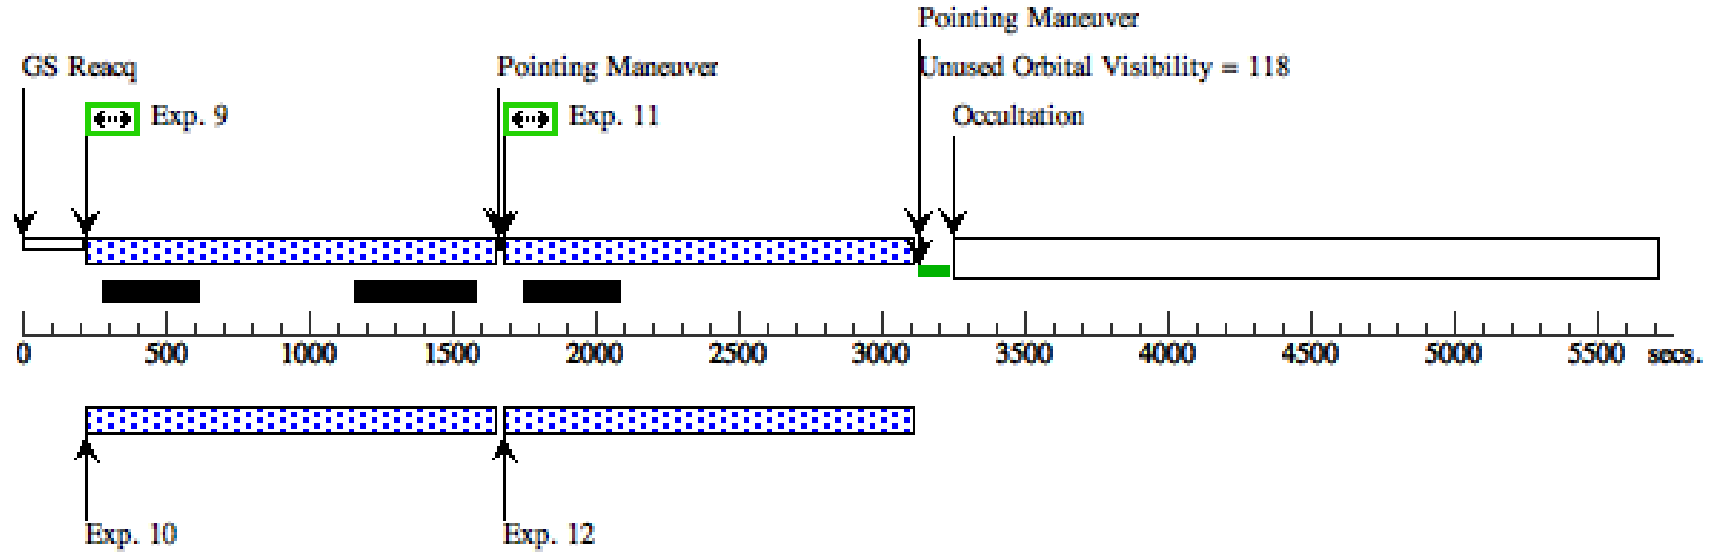 Pointing Maneuver
GS Reacq
Pointing Maneuver
Unused Orbital Visibility = 118
Exp. 9
Exp. 11
Occultation
0 500 1000 1500 2000 2500 3000 3500 4000 4500 5000 5500 secs.
Exp. 10
Exp. 12